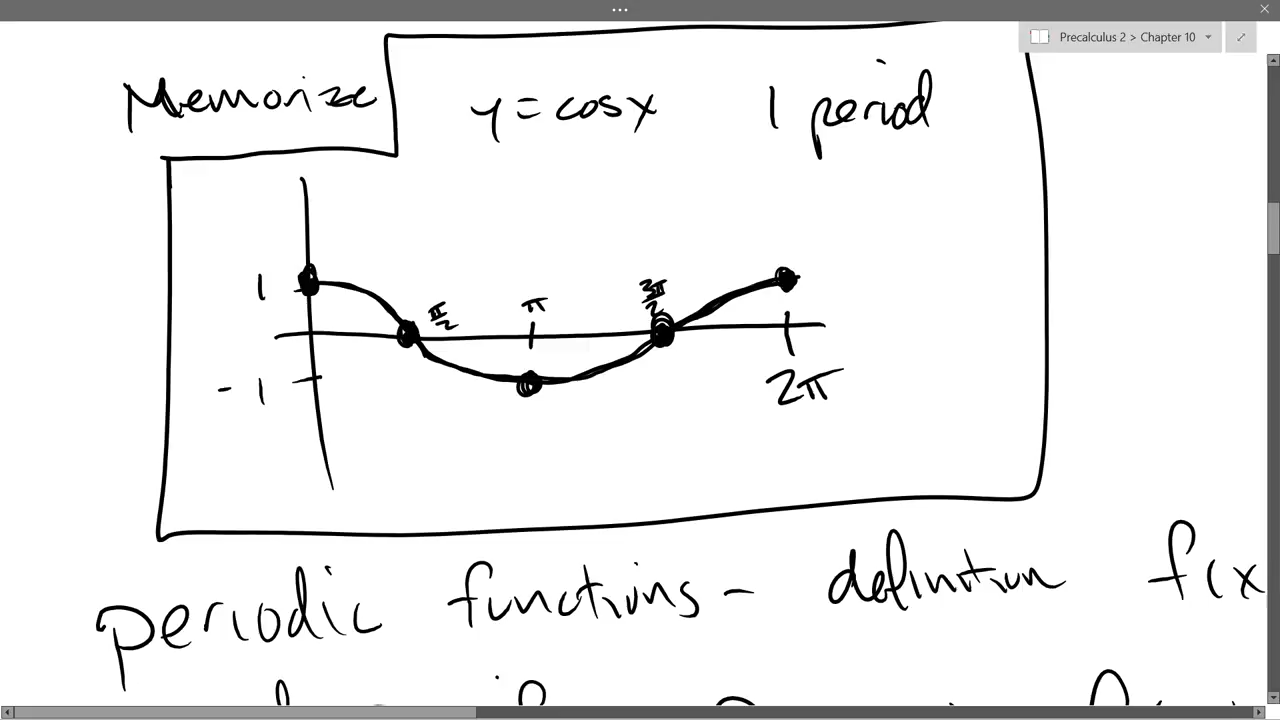 Precalculus 2 > Chapter 10
Memorize y = cos x 1 period
1 π/2 π 3π/2
-1 2π
periodic functions - definition f(x